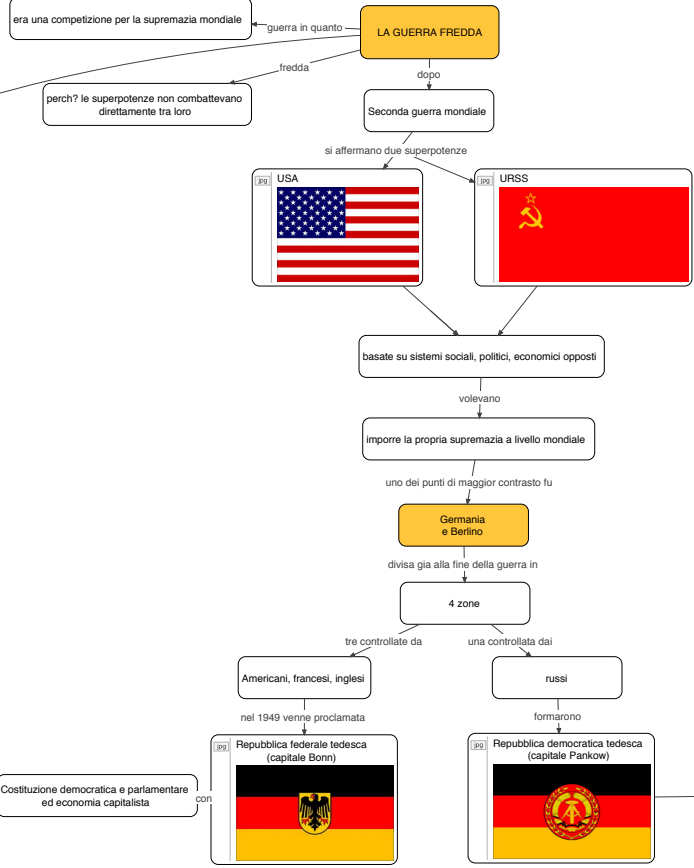 era una competizione per la supremazia mondiale
guerra in quanto
LA GUERRA FREDDA
fredda
dopo
perch? le superpotenze non combattevano
direttamente tra loro
Seconda guerra mondiale
si affermano due superpotenze
jpg
USA
jpg
URSS
basate su sistemi sociali, politici, economici opposti
volevano
imporre la propria supremazia a livello mondiale
uno dei punti di maggior contrasto fu
Germania
e Berlino
divisa gia alla fine della guerra in
4 zone
tre controllate da
una controllata dai
Americani, francesi, inglesi
russi
nel 1949 venne proclamata
formarono
jpg
Repubblica federale tedesca
(capitale Bonn)
jpg
Repubblica democratica tedesca
(capitale Pankow)
Costituzione democratica e parlamentare
ed economia capitalista
con